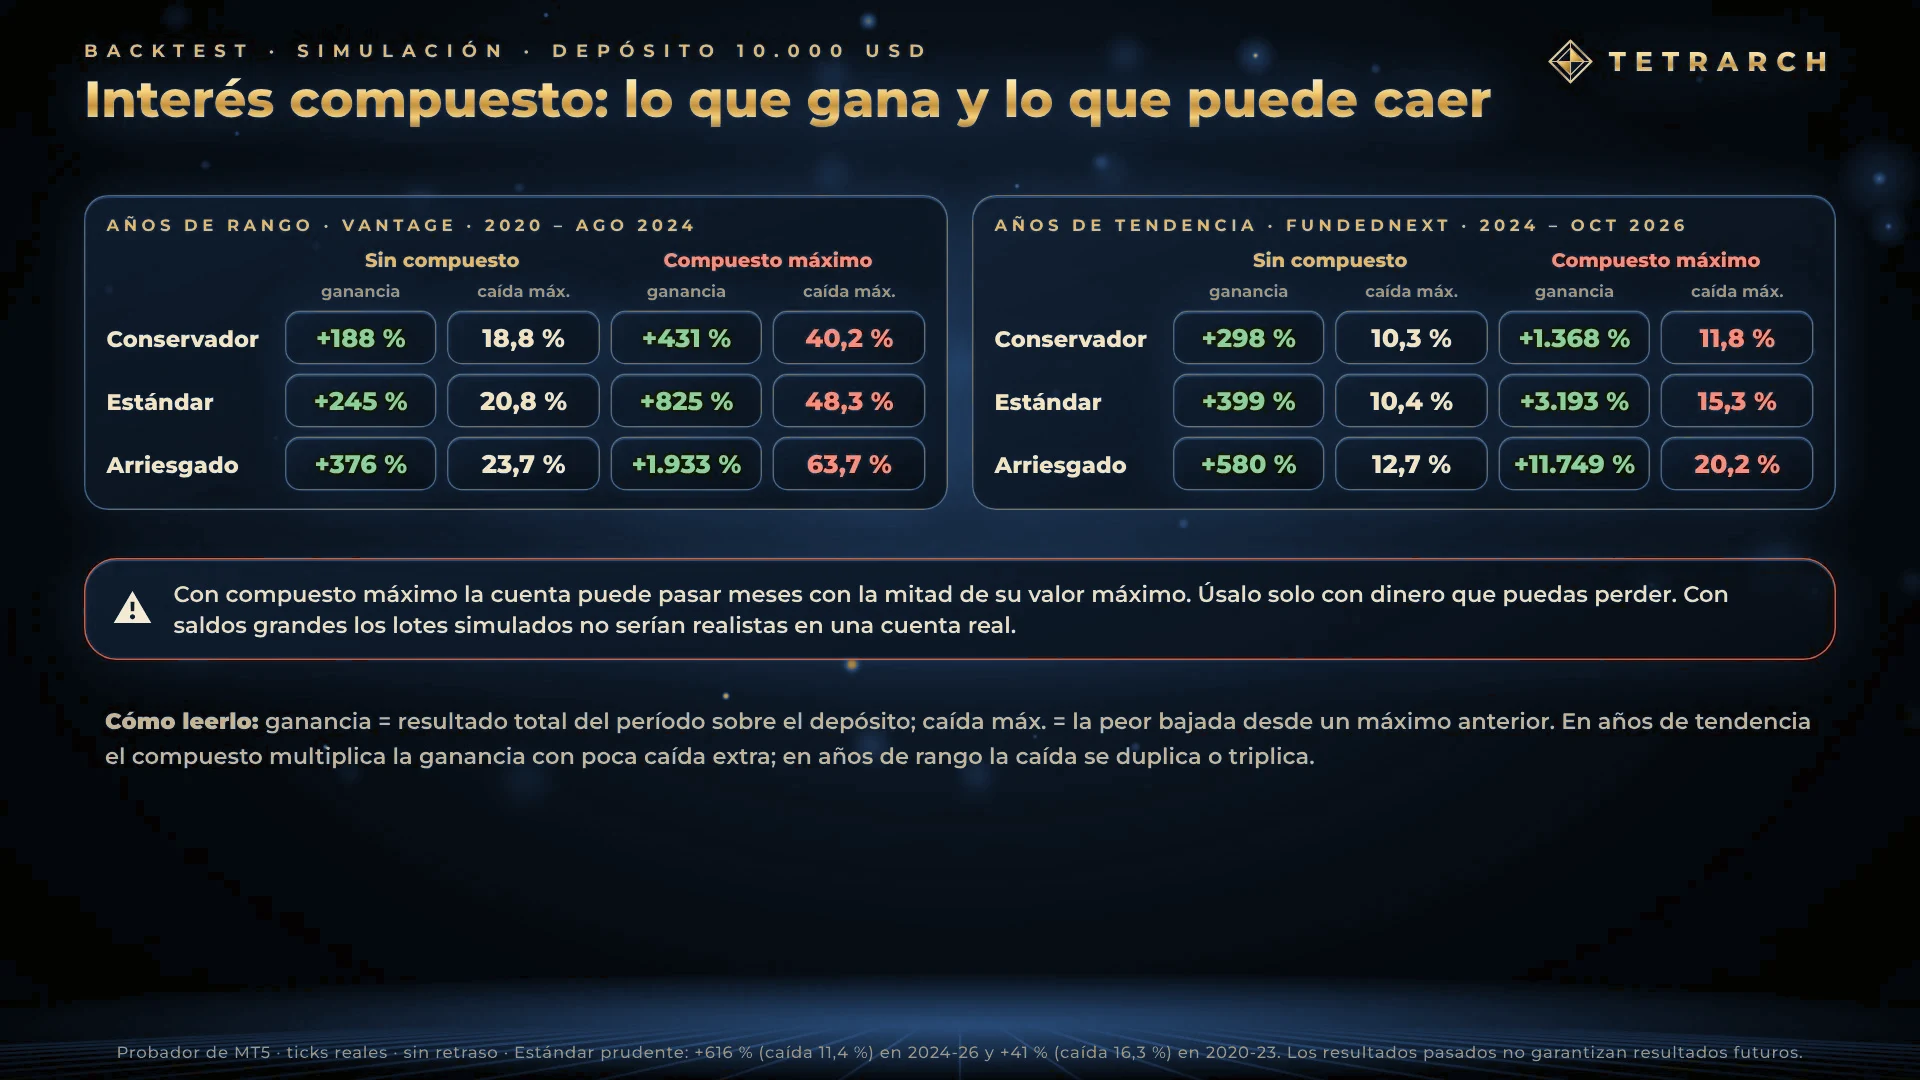 BACKTEST · SIMULACIÓN · DEPÓSITO 10.000 USD
TETRARCH
Interés compuesto: lo que gana y lo que puede caer
AÑOS DE RANGO · VANTAGE · 2020 – AGO 2024
Sin compuesto Compuesto máximo
ganancia caída máx. ganancia caída máx.
Conservador +188 % 18,8 % +431 % 40,2 %
Estándar +245 % 20,8 % +825 % 48,3 %
Arriesgado +376 % 23,7 % +1.933 % 63,7 %
AÑOS DE TENDENCIA · FUNDEDNEXT · 2024 – OCT 2026
Sin compuesto Compuesto máximo
ganancia caída máx. ganancia caída máx.
Conservador +298 % 10,3 % +1.368 % 11,8 %
Estándar +399 % 10,4 % +3.193 % 15,3 %
Arriesgado +580 % 12,7 % +11.749 % 20,2 %
Con compuesto máximo la cuenta puede pasar meses con la mitad de su valor máximo. Úsalo solo con dinero que puedas perder. Con
saldos grandes los lotes simulados no serían realistas en una cuenta real.
Cómo leerlo: ganancia = resultado total del período sobre el depósito; caída máx. = la peor bajada desde un máximo anterior. En años de tendencia
el compuesto multiplica la ganancia con poca caída extra; en años de rango la caída se duplica o triplica.
Probador de MT5 · ticks reales · sin retraso · Estándar prudente: +616 % (caída 11,4 %) en 2024-26 y +41 % (caída 16,3 %) en 2020-23. Los resultados pasados no garantizan resultados futuros.